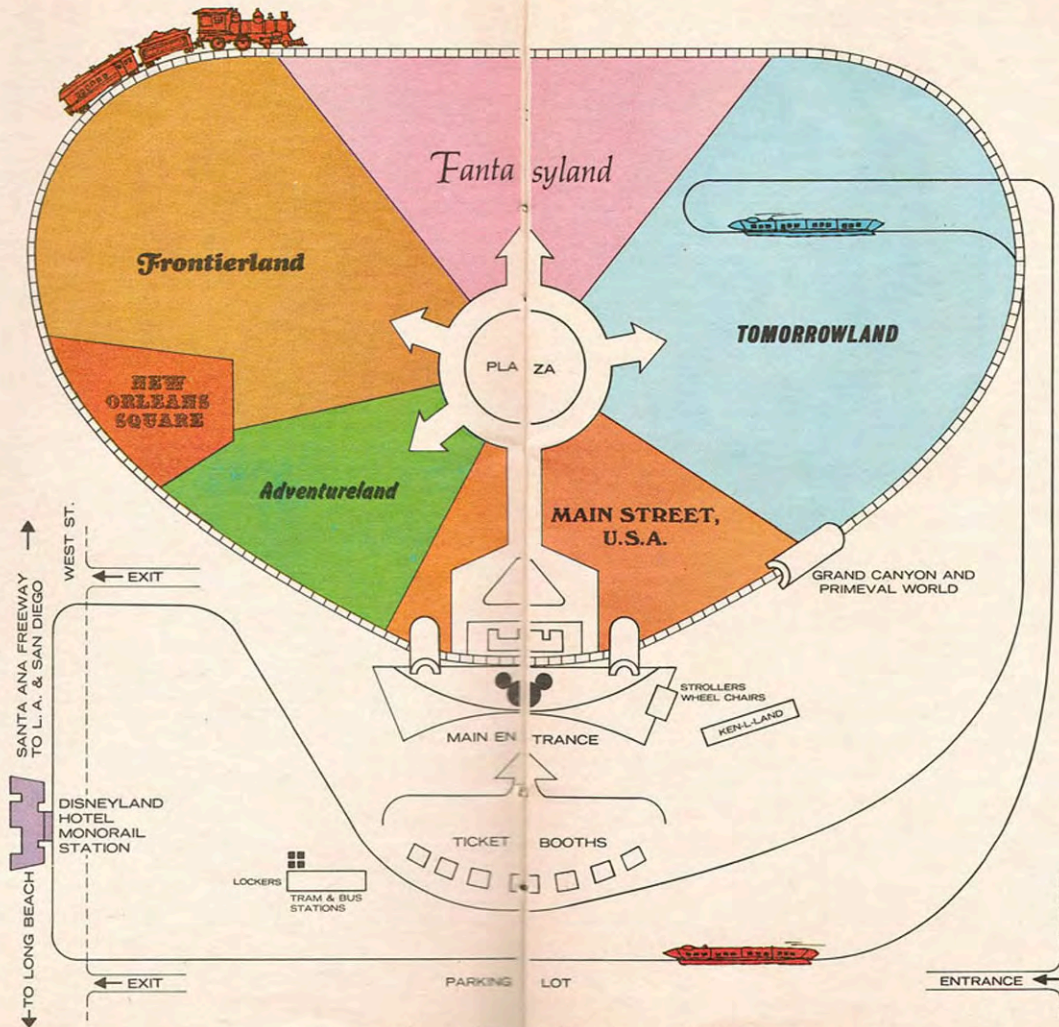 Fantasyland
Frontierland
TOMORROWLAND
PLAZA
NEW
ORLEANS
SQUARE
Adventureland
MAIN STREET,
U.S.A.
GRAND CANYON AND
PRIMEVAL WORLD
WEST ST.
EXIT
SANTA ANA FREEWAY
TO L. A. & SAN DIEGO
STROLLERS
WHEEL CHAIRS
KEN-L-LAND
MAIN ENTRANCE
DISNEYLAND
HOTEL
MONORAIL
STATION
TICKET BOOTHS
LOCKERS
TRAM & BUS
STATIONS
TO LONG BEACH
EXIT
PARKING LOT
ENTRANCE